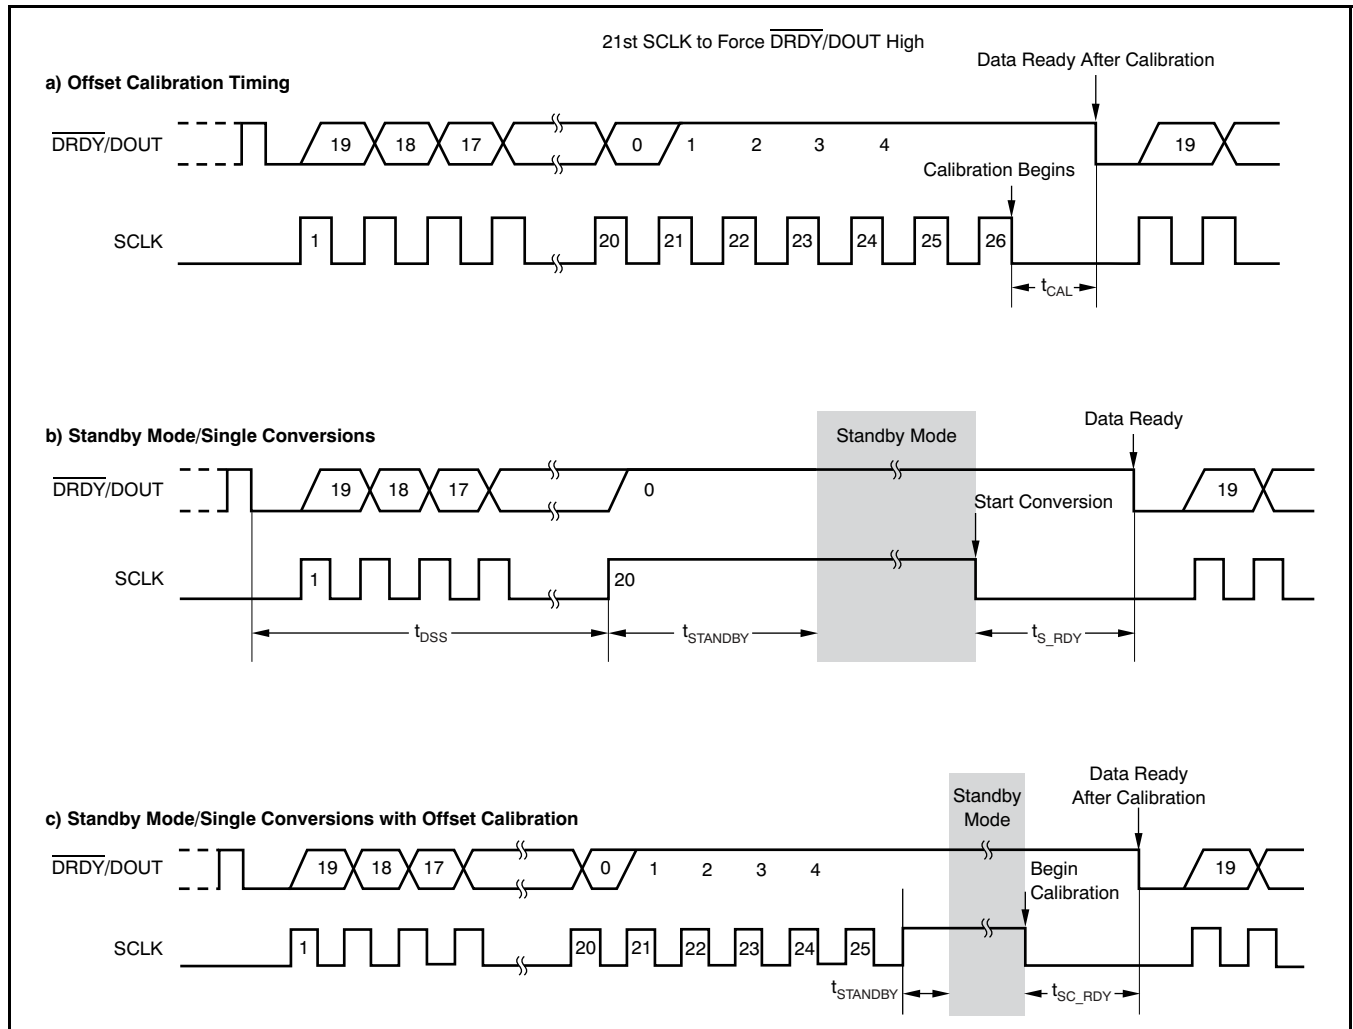 21st SCLK to Force DRDY/DOUT High
Data Ready After Calibration
a) Offset Calibration Timing
DRDY/DOUT
19 18 17 0 1 2 3 4 19
Calibration Begins
SCLK
1 20 21 22 23 24 25 26
tCAL
b) Standby Mode/Single Conversions
Standby Mode
Data Ready
DRDY/DOUT
19 18 17 0 19
Start Conversion
SCLK
1 20
tDSS tSTANDBY tS_RDY
Data Ready
After Calibration
Standby
Mode
c) Standby Mode/Single Conversions with Offset Calibration
DRDY/DOUT
19 18 17 0 1 2 3 4 19
Begin
Calibration
SCLK
1 20 21 22 23 24 25
tSTANDBY tSC_RDY